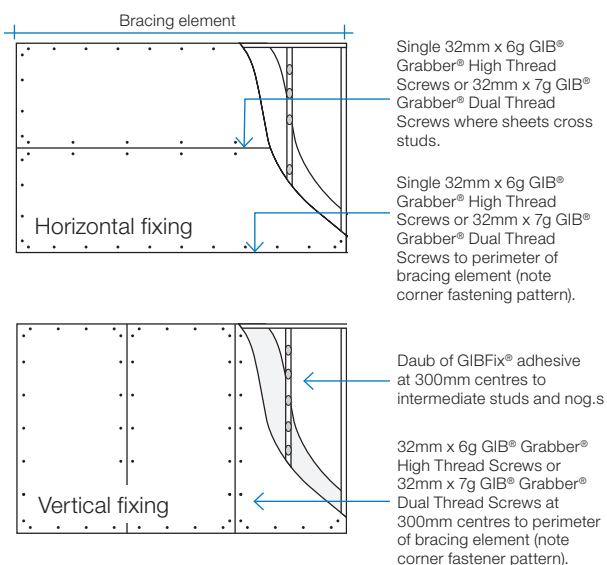 Bracing element
Single 32mm x 6g GIB®
Grabber® High Thread
Screws or 32mm x 7g GIB®
Grabber® Dual Thread
Screws where sheets cross
studs.
Single 32mm x 6g GIB®
Grabber® High Thread
Screws or 32mm x 7g GIB®
Grabber® Dual Thread
Screws to perimeter of
bracing element (note
corner fastening pattern).
Horizontal fixing
Daub of GIBFix® adhesive
at 300mm centres to
intermediate studs and nog.s
32mm x 6g GIB® Grabber®
High Thread Screws or
32mm x 7g GIB® Grabber®
Dual Thread Screws at
300mm centres to perimeter
of bracing element (note
corner fastener pattern).
Vertical fixing